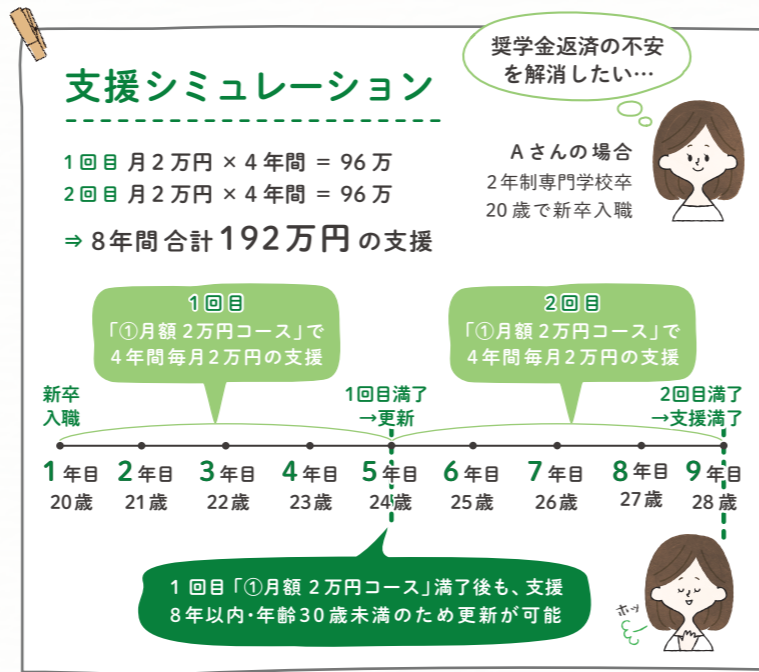 奨学金返済の不安
を解消したい…
支援シミュレーション
1回目 月2万円 × 4年間 = 96万
2回目 月2万円 × 4年間 = 96万
⇒ 8年間合計192万円の支援
Aさんの場合
2年制専門学校卒
20歳で新卒入職
1回目
「①月額2万円コース」で
4年間毎月2万円の支援
2回目
「①月額2万円コース」で
4年間毎月2万円の支援
新卒
入職
1回目満了
→更新
2回目満了
→支援満了
1年目 2年目 3年目 4年目 5年目 6年目 7年目 8年目 9年目
20歳 21歳 22歳 23歳 24歳 25歳 26歳 27歳 28歳
1回目「①月額2万円コース」満了後も、支援
8年以内・年齢30歳未満のため更新が可能
ホッ